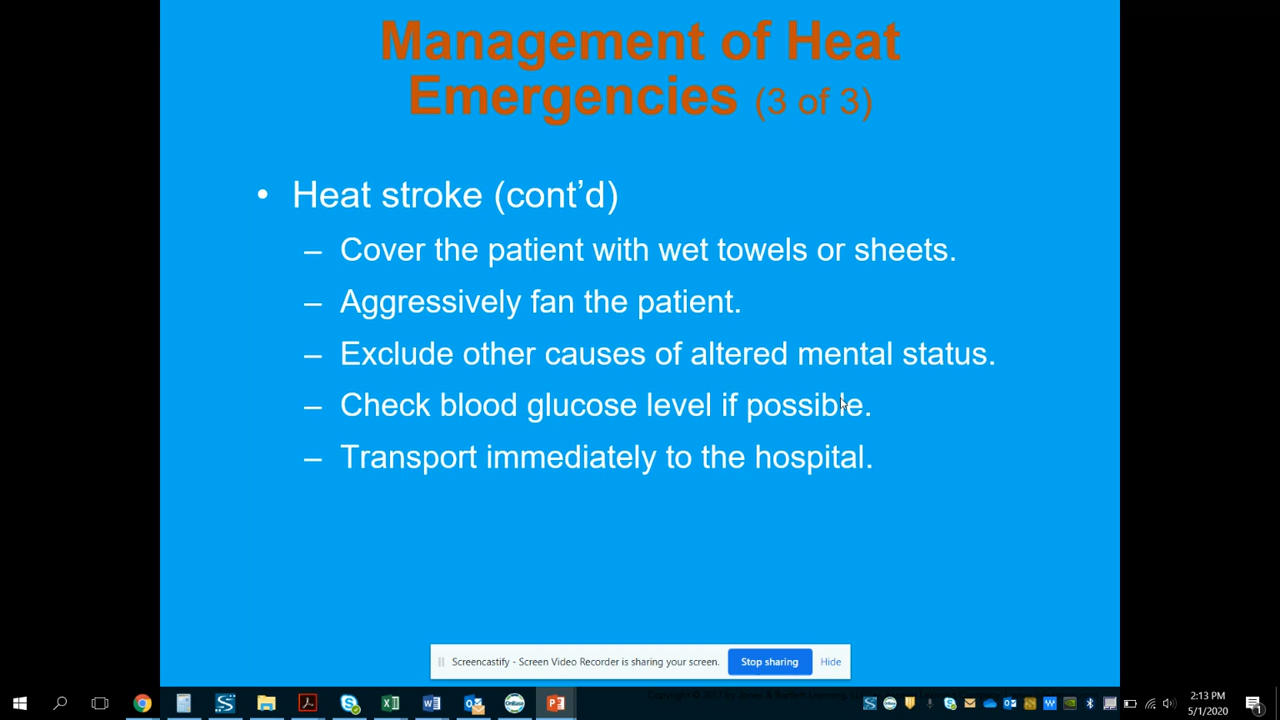 Management of Heat
Emergencies (3 of 3)
• Heat stroke (cont’d)
– Cover the patient with wet towels or sheets.
– Aggressively fan the patient.
– Exclude other causes of altered mental status.
– Check blood glucose level if possible.
– Transport immediately to the hospital.
Screencastify - Screen Video Recorder is sharing your screen. Stop sharing Hide
2:13 PM
5/1/2020